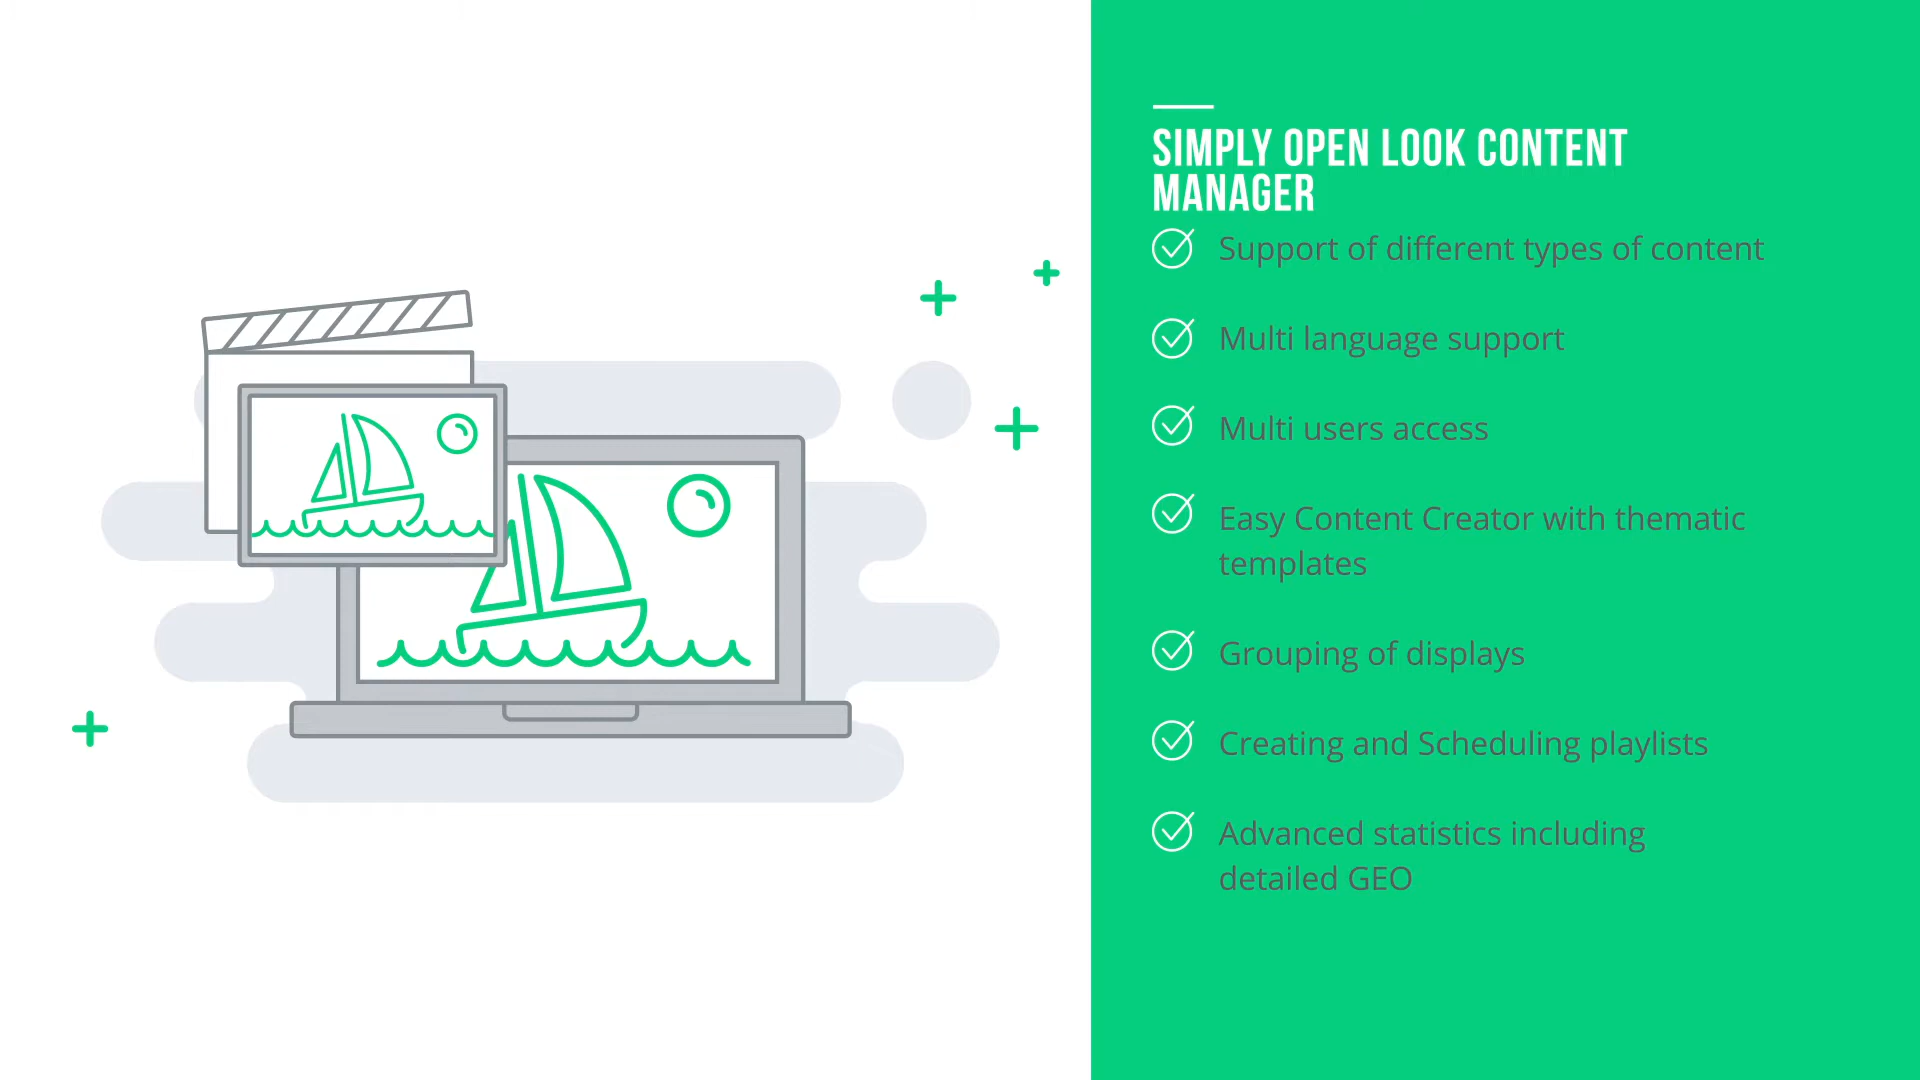 SIMPLY OPEN LOOK CONTENT
MANAGER
Support of different types of content
Multi language support
Multi users access
Easy Content Creator with thematic
templates
Grouping of displays
Creating and Scheduling playlists
Advanced statistics including
detailed GEO